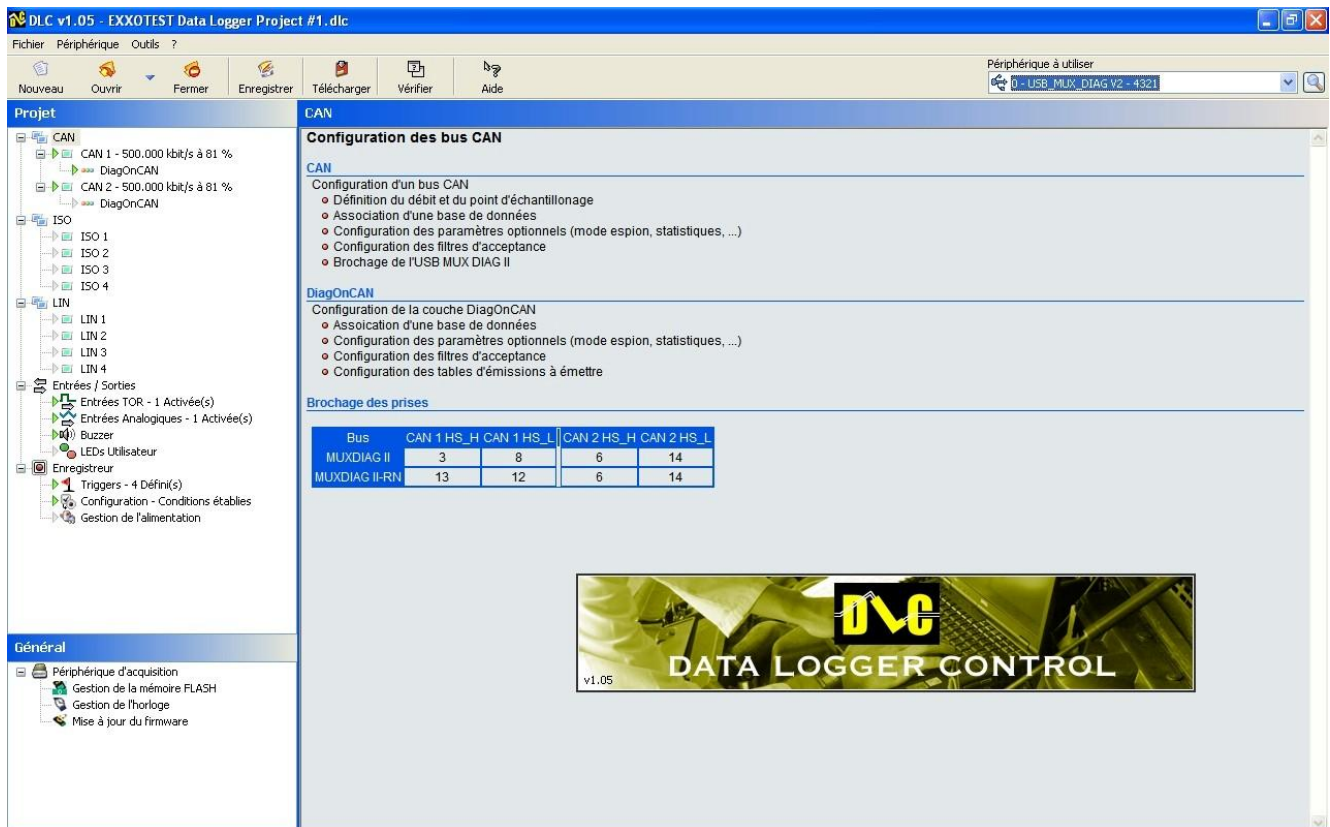 DLC v1.05 - EXXOTEST Data Logger Project #1.dlc
Fichier Périphérique Outils ?
Nouveau Ouvrir Fermer Enregistrer Télécharger Vérifier Aide
Périphérique à utiliser
0 - USB_MUX_DIAG V2 - 4321
Projet
CAN
CAN 1 - 500.000 kbit/s à 81 %
DiagOnCAN
CAN 2 - 500.000 kbit/s à 81 %
DiagOnCAN
ISO
ISO 1
ISO 2
ISO 3
ISO 4
LIN
LIN 1
LIN 2
LIN 3
LIN 4
Entrées / Sorties
Entrées TOR - 1 Activée(s)
Entrées Analogiques - 1 Activée(s)
Buzzer
LEDs Utilisateur
Enregistreur
Triggers - 4 Défini(s)
Configuration - Conditions établies
Gestion de l'alimentation
Général
Périphérique d'acquisition
Gestion de la mémoire FLASH
Gestion de l'horloge
Mise à jour du firmware
CAN
Configuration des bus CAN
CAN
Configuration d'un bus CAN
Définition du débit et du point d'échantillonage
Association d'une base de données
Configuration des paramètres optionnels (mode espion, statistiques, ...)
Configuration des filtres d'acceptance
Brochage de l'USB MUX DIAG II
DiagOnCAN
Configuration de la couche DiagOnCAN
Assoication d'une base de données
Configuration des paramètres optionnels (mode espion, statistiques, ...)
Configuration des filtres d'acceptance
Configuration des tables d'émissions à émettre
Brochage des prises
Bus CAN 1 HS_H CAN 1 HS_L CAN 2 HS_H CAN 2 HS_L
MUXDIAG II 3 8 6 14
MUXDIAG II-RN 13 12 6 14
DLC
DATA LOGGER CONTROL
v1.05